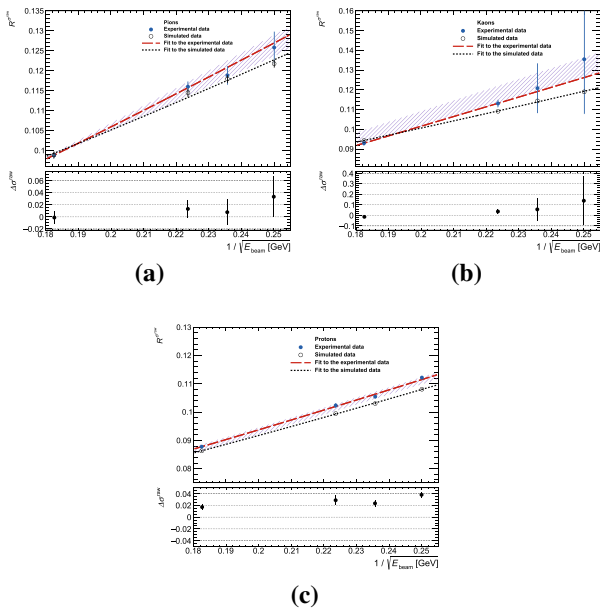 0.135
0.13
0.125
0.12
0.115
0.11
0.105
0.1
R^σ^raw
Pions
Experimental data
Simulated data
Fit to the experimental data
Fit to the simulated data
0.06
0.04
0.02
0
−0.02
Δσ^raw
0.18 0.19 0.2 0.21 0.22 0.23 0.24 0.25
1 / √E_beam [GeV]
(a)
0.16
0.15
0.14
0.13
0.12
0.11
0.1
0.09
R^σ^raw
Kaons
Experimental data
Simulated data
Fit to the experimental data
Fit to the simulated data
0.4
0.3
0.2
0.1
0
−0.1
Δσ^raw
0.18 0.19 0.2 0.21 0.22 0.23 0.24 0.25
1 / √E_beam [GeV]
(b)
0.13
0.12
0.11
0.1
0.09
0.08
R^σ^raw
Protons
Experimental data
Simulated data
Fit to the experimental data
Fit to the simulated data
0.04
0.02
0
−0.02
−0.04
Δσ^raw
0.18 0.19 0.2 0.21 0.22 0.23 0.24 0.25
1 / √E_beam [GeV]
(c)